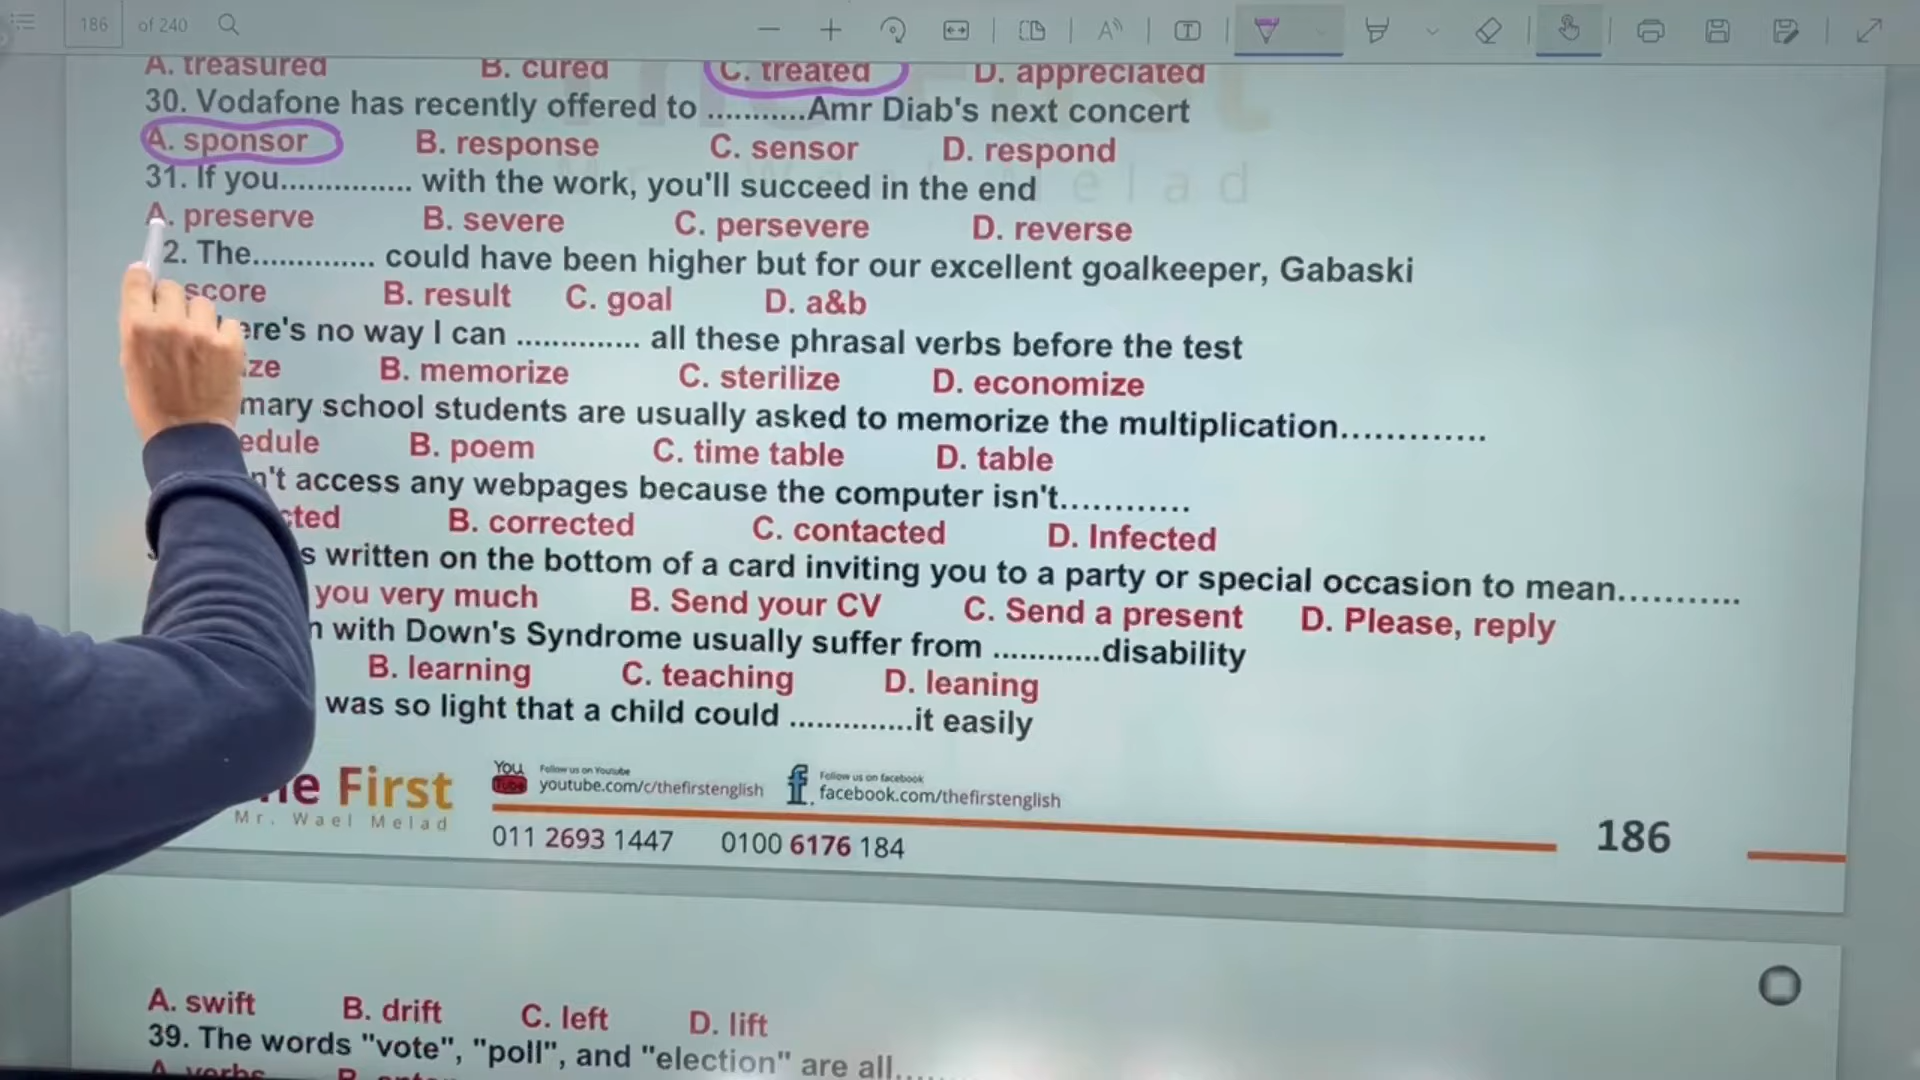 186 of 240
A. treasured B. cured C. treated D. appreciated
30. Vodafone has recently offered to ...........Amr Diab's next concert
A. sponsor B. response C. sensor D. respond
31. If you............... with the work, you'll succeed in the end
A. preserve B. severe C. persevere D. reverse
2. The.............. could have been higher but for our excellent goalkeeper, Gabaski
score B. result C. goal D. a&b
ere's no way I can .............. all these phrasal verbs before the test
ize B. memorize C. sterilize D. economize
mary school students are usually asked to memorize the multiplication.............
edule B. poem C. time table D. table
n't access any webpages because the computer isn't............
cted B. corrected C. contacted D. Infected
s written on the bottom of a card inviting you to a party or special occasion to mean...........
you very much B. Send your CV C. Send a present D. Please, reply
n with Down's Syndrome usually suffer from ............disability
B. learning C. teaching D. leaning
was so light that a child could ..............it easily
he First
Mr. Wael Melad
You Tube Follow us on Youtube
youtube.com/c/thefirstenglish
Follow us on facebook
facebook.com/thefirstenglish
011 2693 1447 0100 6176 184
186
A. swift B. drift C. left D. lift
39. The words "vote", "poll", and "election" are all....
A. verbs B.